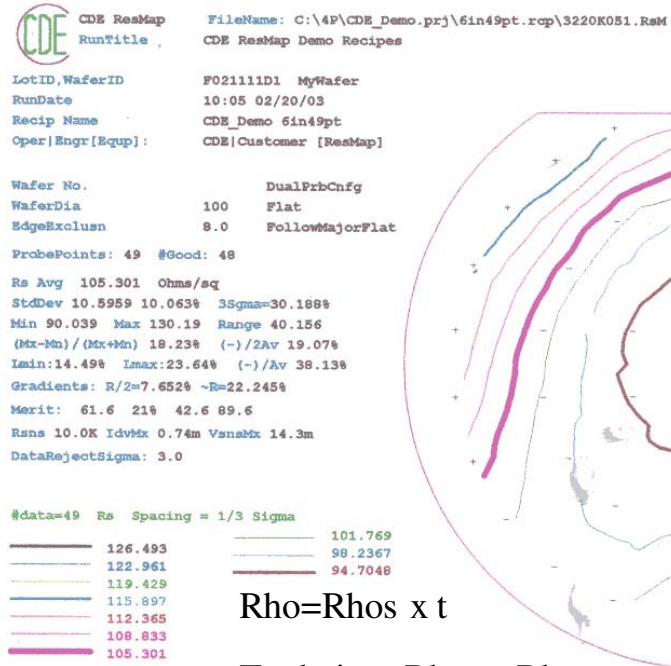 CDE
CDE ResMap FileName: C:\4P\CDE_Demo.prj\6in49pt.rcp\3220K051.RsM
RunTitle , CDE ResMap Demo Recipes
LotID,WaferID F021111D1 MyWafer
RunDate 10:05 02/20/03
Recip Name CDE_Demo 6in49pt
Oper|Engr[Equp]: CDE|Customer [ResMap]
Wafer No. DualPrbCnfg
WaferDia 100 Flat
EdgeExclusn 8.0 FollowMajorFlat
ProbePoints: 49 #Good: 48
Rs Avg 105.301 Ohms/sq
StdDev 10.5959 10.063% 3Sgma=30.188%
Min 90.039 Max 130.19 Range 40.156
(Mx-Mn)/(Mx+Mn) 18.23% (-)/2Av 19.07%
Imin:14.49% Imax:23.64% (-)/Av 38.13%
Gradients: R/2=7.652% ~R=22.245%
Merit: 61.6 21% 42.6 89.6
Rsns 10.0K IdvMx 0.74m VsnsMx 14.3m
DataRejectSigma: 3.0
#data=49 Rs Spacing = 1/3 Sigma
126.493
122.961
119.429
115.897
112.365
108.833
105.301
101.769
98.2367
94.7048
Rho=Rhos x t